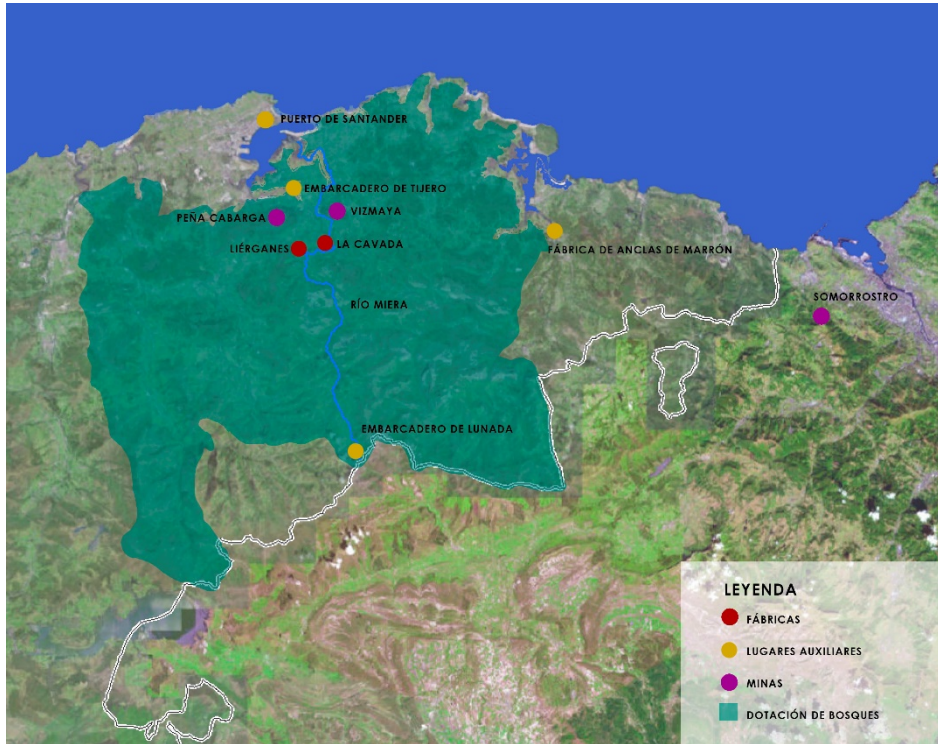 PUERTO DE SANTANDER
EMBARCADERO DE TIJERO
PEÑA CABARGA
VIZMAYA
LIÉRGANES
LA CAVADA
FÁBRICA DE ANCLAS DE MARRÓN
SOMORROSTRO
RÍO MIERA
EMBARCADERO DE LUNADA
LEYENDA
FÁBRICAS
LUGARES AUXILIARES
MINAS
DOTACIÓN DE BOSQUES